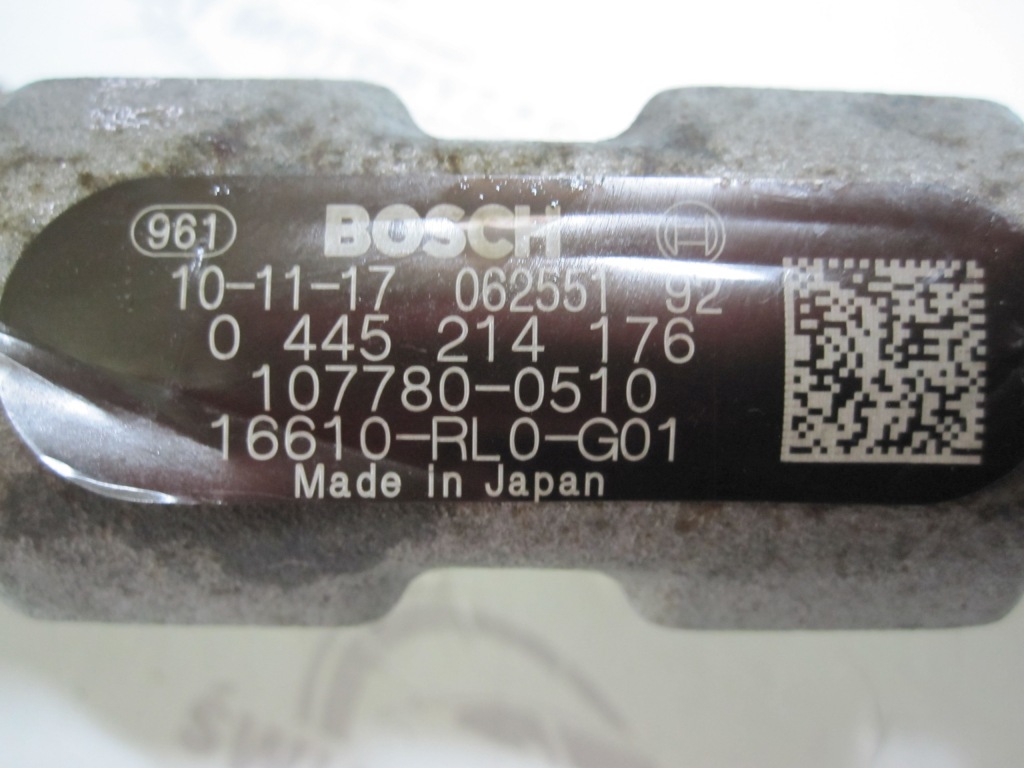 961 BOSCH
10-11-17 062551 92
0 445 214 176
107780-0510
16610-RL0-G01
Made in Japan